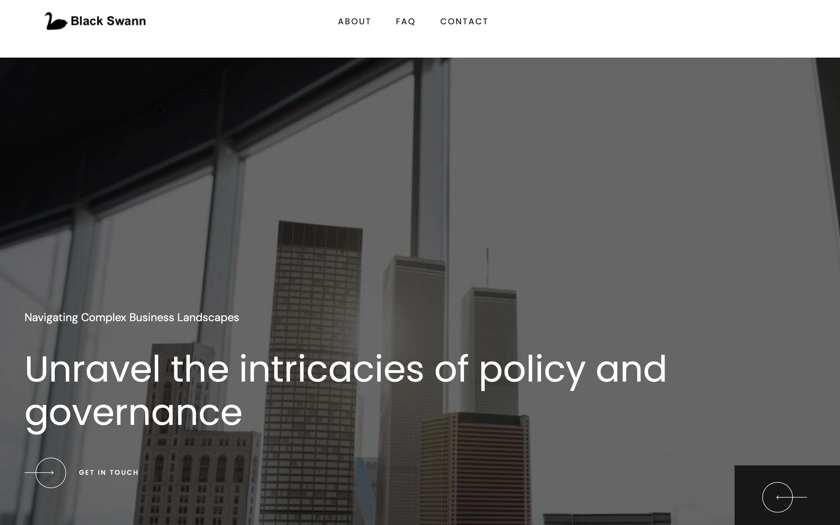 Black Swann
ABOUT
FAQ
CONTACT
Navigating Complex Business Landscapes
Unravel the intricacies of policy and
governance
GET IN TOUCH